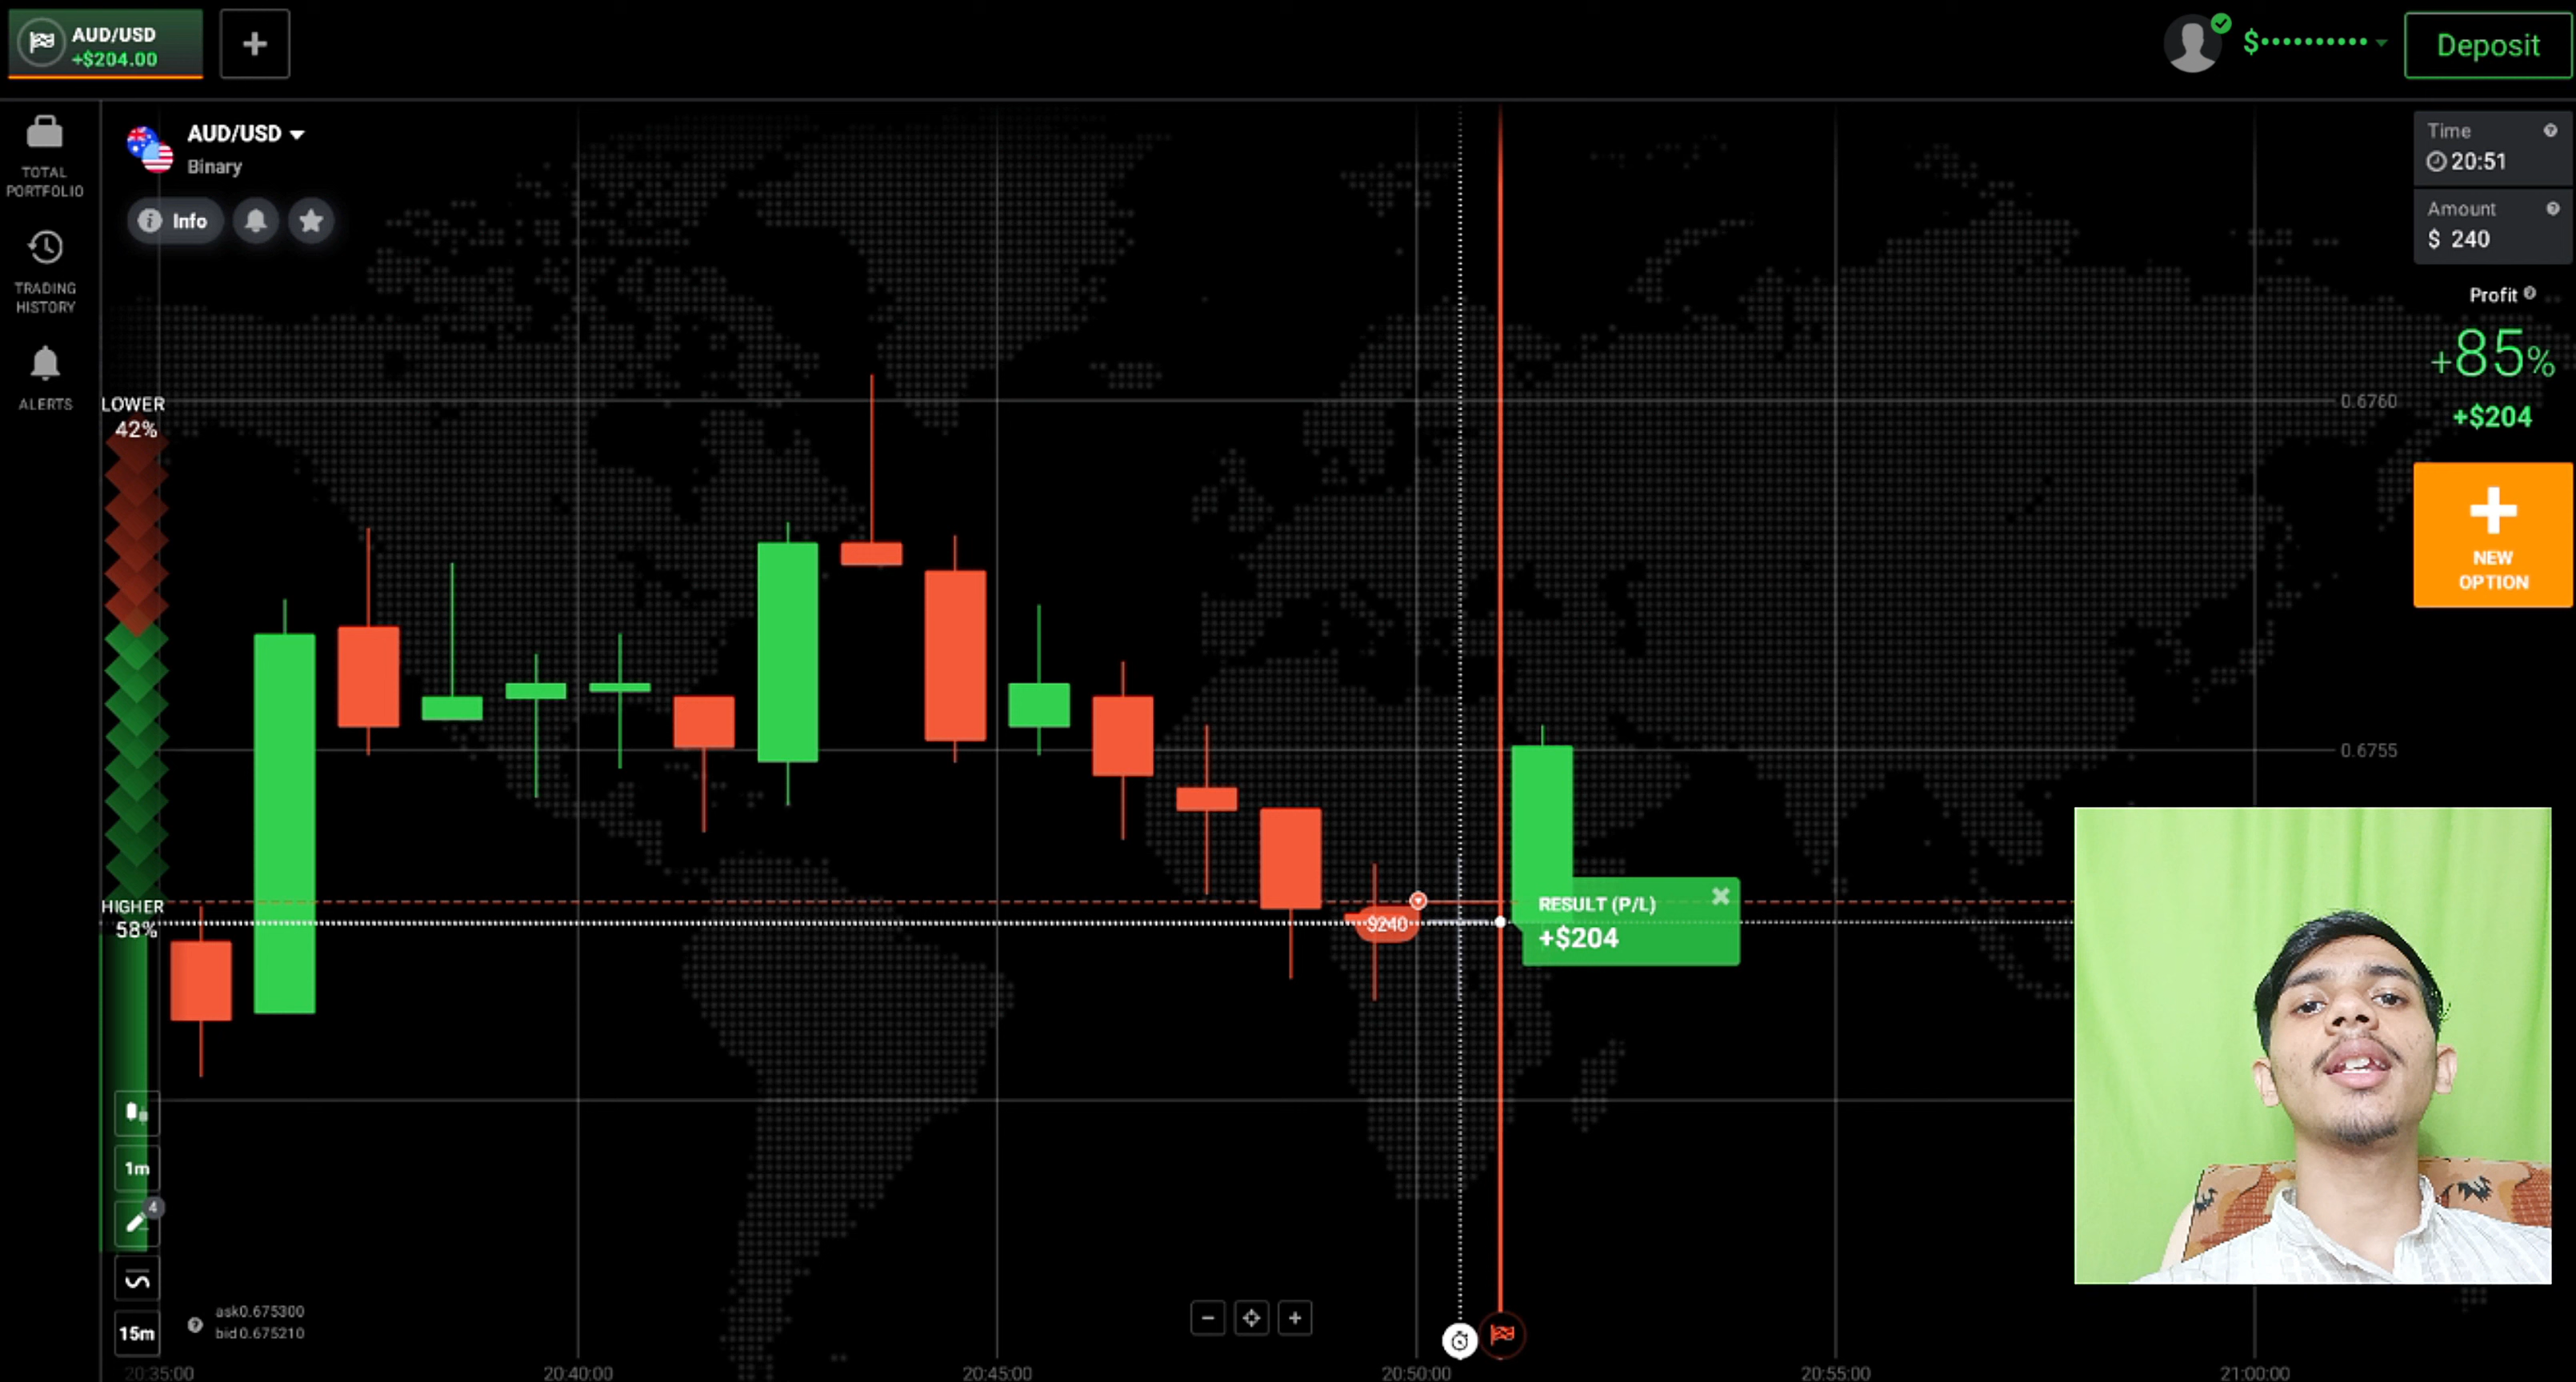 AUD/USD
+$204.00
$··········
Deposit
TOTAL
PORTFOLIO
TRADING
HISTORY
ALERTS
AUD/USD
Binary
Info
LOWER
42%
HIGHER
58%
Time
20:51
Amount
$ 240
Profit
+85%
+$204
NEW
OPTION
0.6760
0.6755
$240
RESULT (P/L)
+$204
1m
4
15m
ask0.675300
bid0.675210
20:35:00
20:40:00
20:45:00
20:50:00
20:55:00
21:00:00